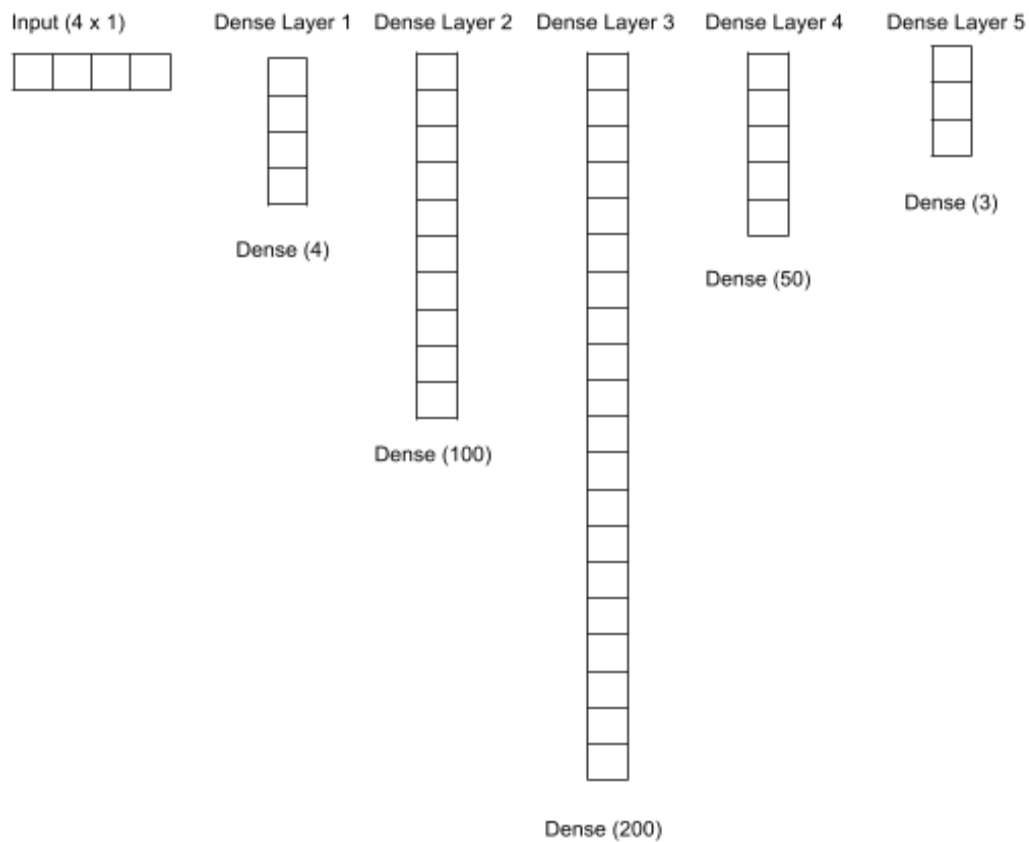 Input (4 x 1)
Dense Layer 1
Dense Layer 2
Dense Layer 3
Dense Layer 4
Dense Layer 5
Dense (4)
Dense (100)
Dense (200)
Dense (50)
Dense (3)